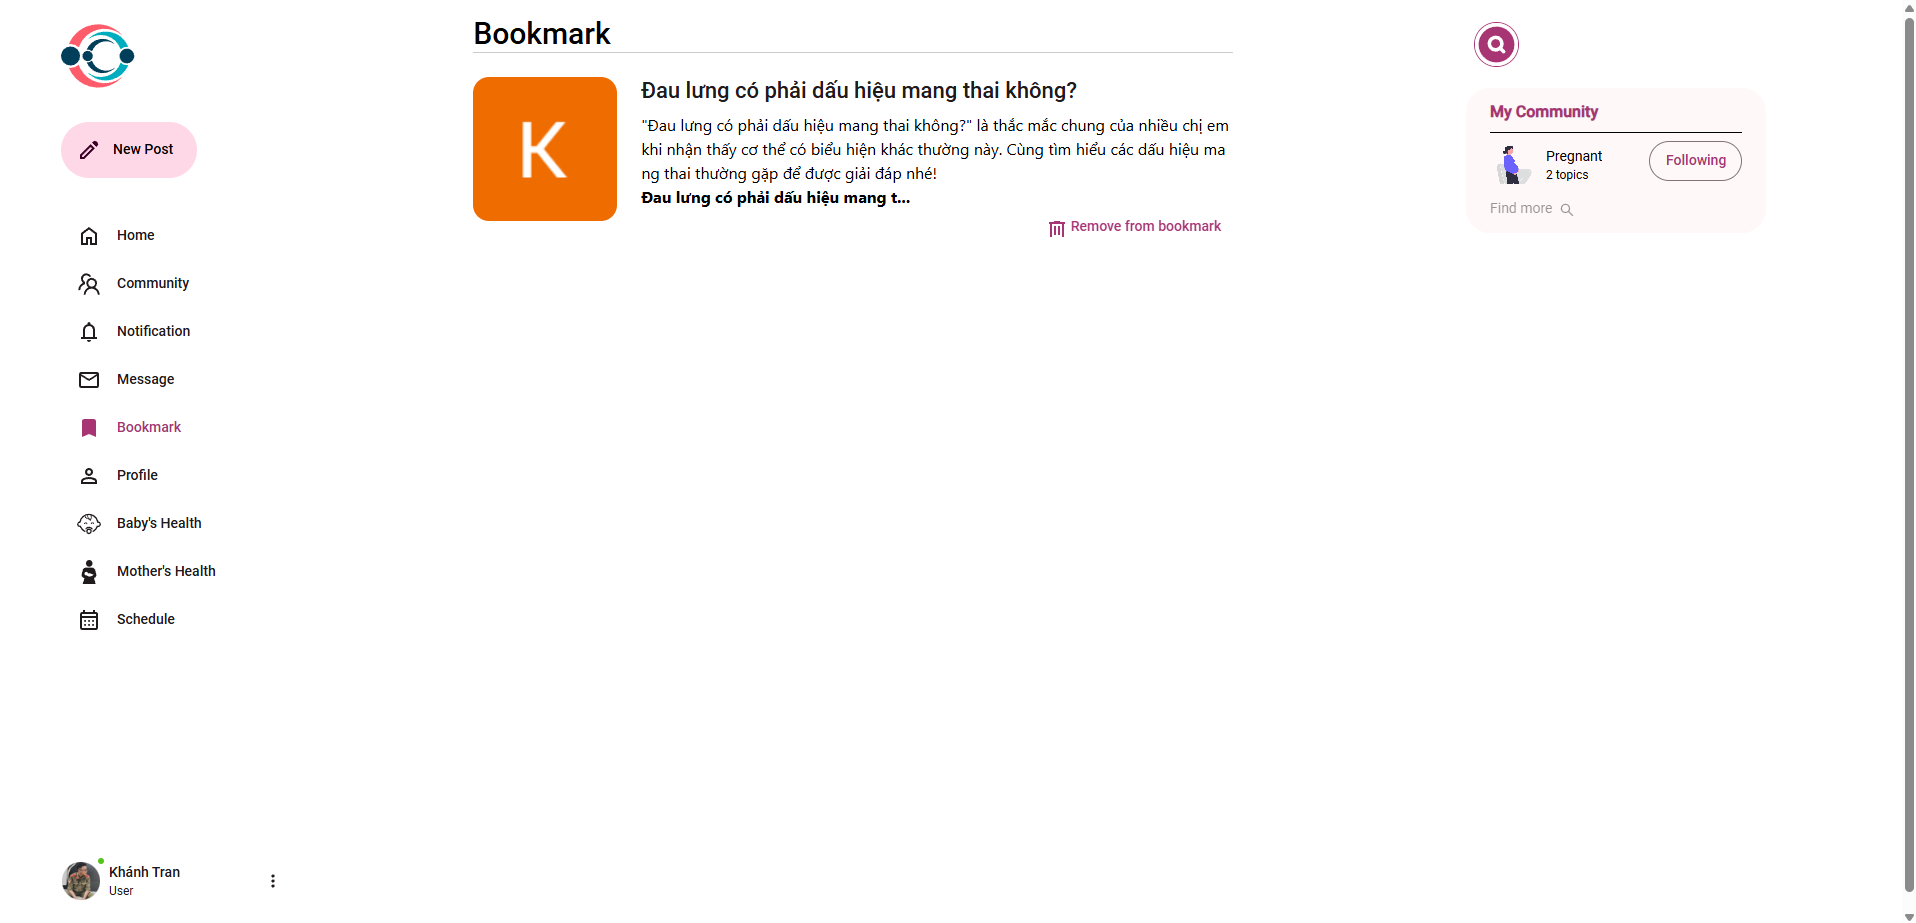 Bookmark
New Post
Home
Community
Notification
Message
Bookmark
Profile
Baby's Health
Mother's Health
Schedule
Khánh Tran
User
K
Đau lưng có phải dấu hiệu mang thai không?
"Đau lưng có phải dấu hiệu mang thai không?" là thắc mắc chung của nhiều chị em
khi nhận thấy cơ thể có biểu hiện khác thường này. Cùng tìm hiểu các dấu hiệu ma
ng thai thường gặp để được giải đáp nhé!
Đau lưng có phải dấu hiệu mang t...
Remove from bookmark
My Community
Pregnant
2 topics
Following
Find more